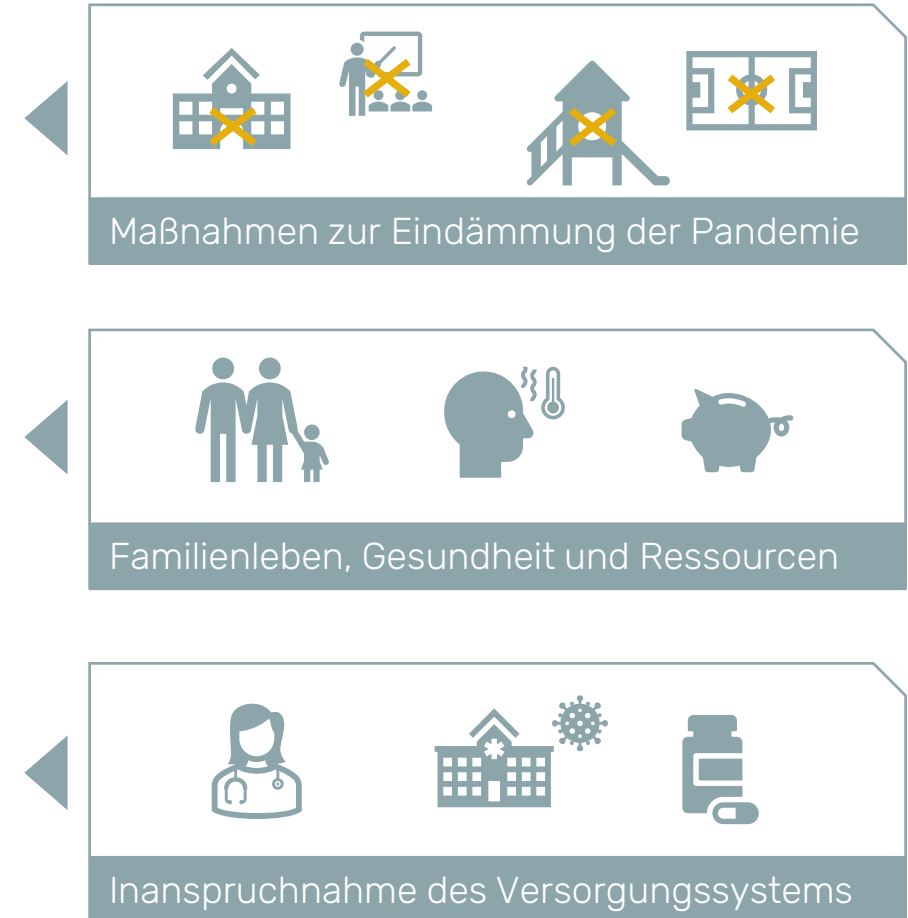 Maßnahmen zur Eindämmung der Pandemie
Familienleben, Gesundheit und Ressourcen
Inanspruchnahme des Versorgungssystems